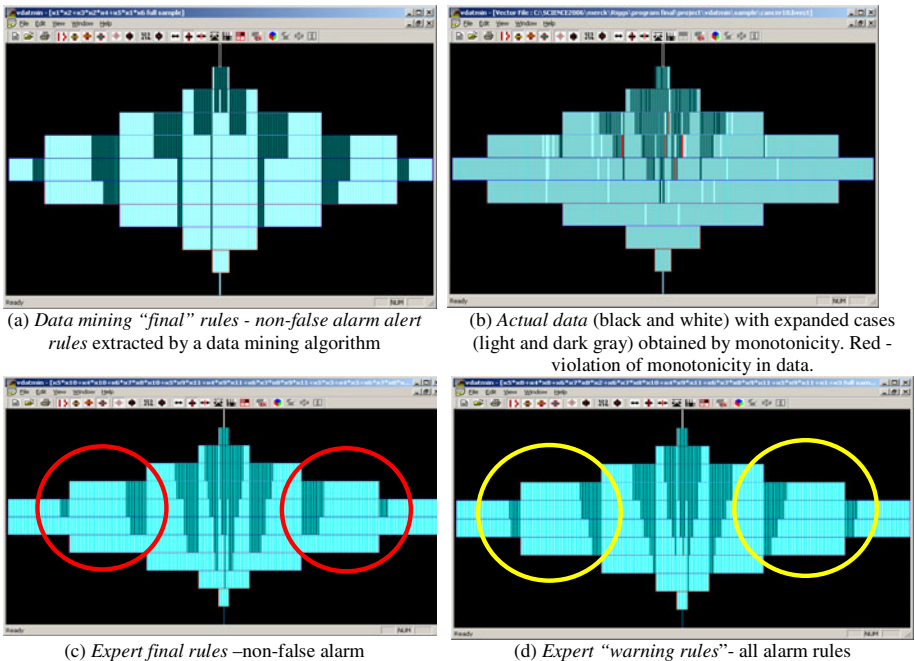 vdatmin - [x1*x2+x3*x2*x4+x5*x1*x6 full sample]
vdatmin - [Vector File : C:\SCIENCE2006\merck\Riggs\program final\project\vdatmin\sample\cancer10.bvect]
File Edit View Window Help
File Edit View Window Help
Ready NUM
Ready NUM
(a) Data mining “final” rules - non-false alarm alert
rules extracted by a data mining algorithm
(b) Actual data (black and white) with expanded cases
(light and dark gray) obtained by monotonicity. Red -
violation of monotonicity in data.
File Edit View Window Help
File Edit View Window Help
Ready NUM
Ready NUM
(c) Expert final rules –non-false alarm
(d) Expert “warning rules”- all alarm rules